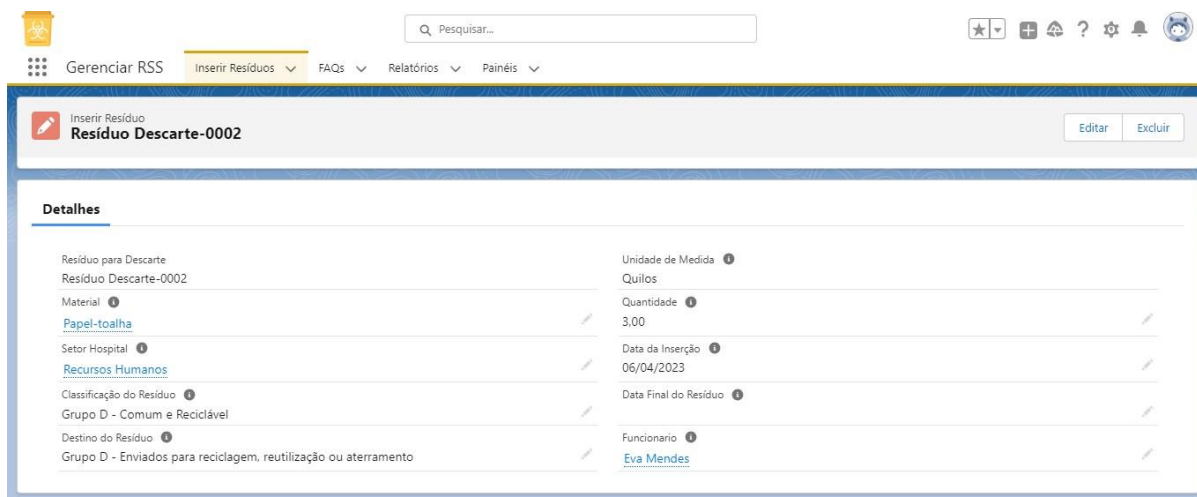 Pesquisar...
Gerenciar RSS
Inserir Resíduos
FAQs
Relatórios
Painéis
Inserir Resíduo
Resíduo Descarte-0002
Editar
Excluir
Detalhes
Resíduo para Descarte
Resíduo Descarte-0002
Material
Papel-toalha
Setor Hospital
Recursos Humanos
Classificação do Resíduo
Grupo D - Comum e Reciclável
Destino do Resíduo
Grupo D - Enviados para reciclagem, reutilização ou aterramento
Unidade de Medida
Quilos
Quantidade
3,00
Data da Inserção
06/04/2023
Data Final do Resíduo
Funcionario
Eva Mendes